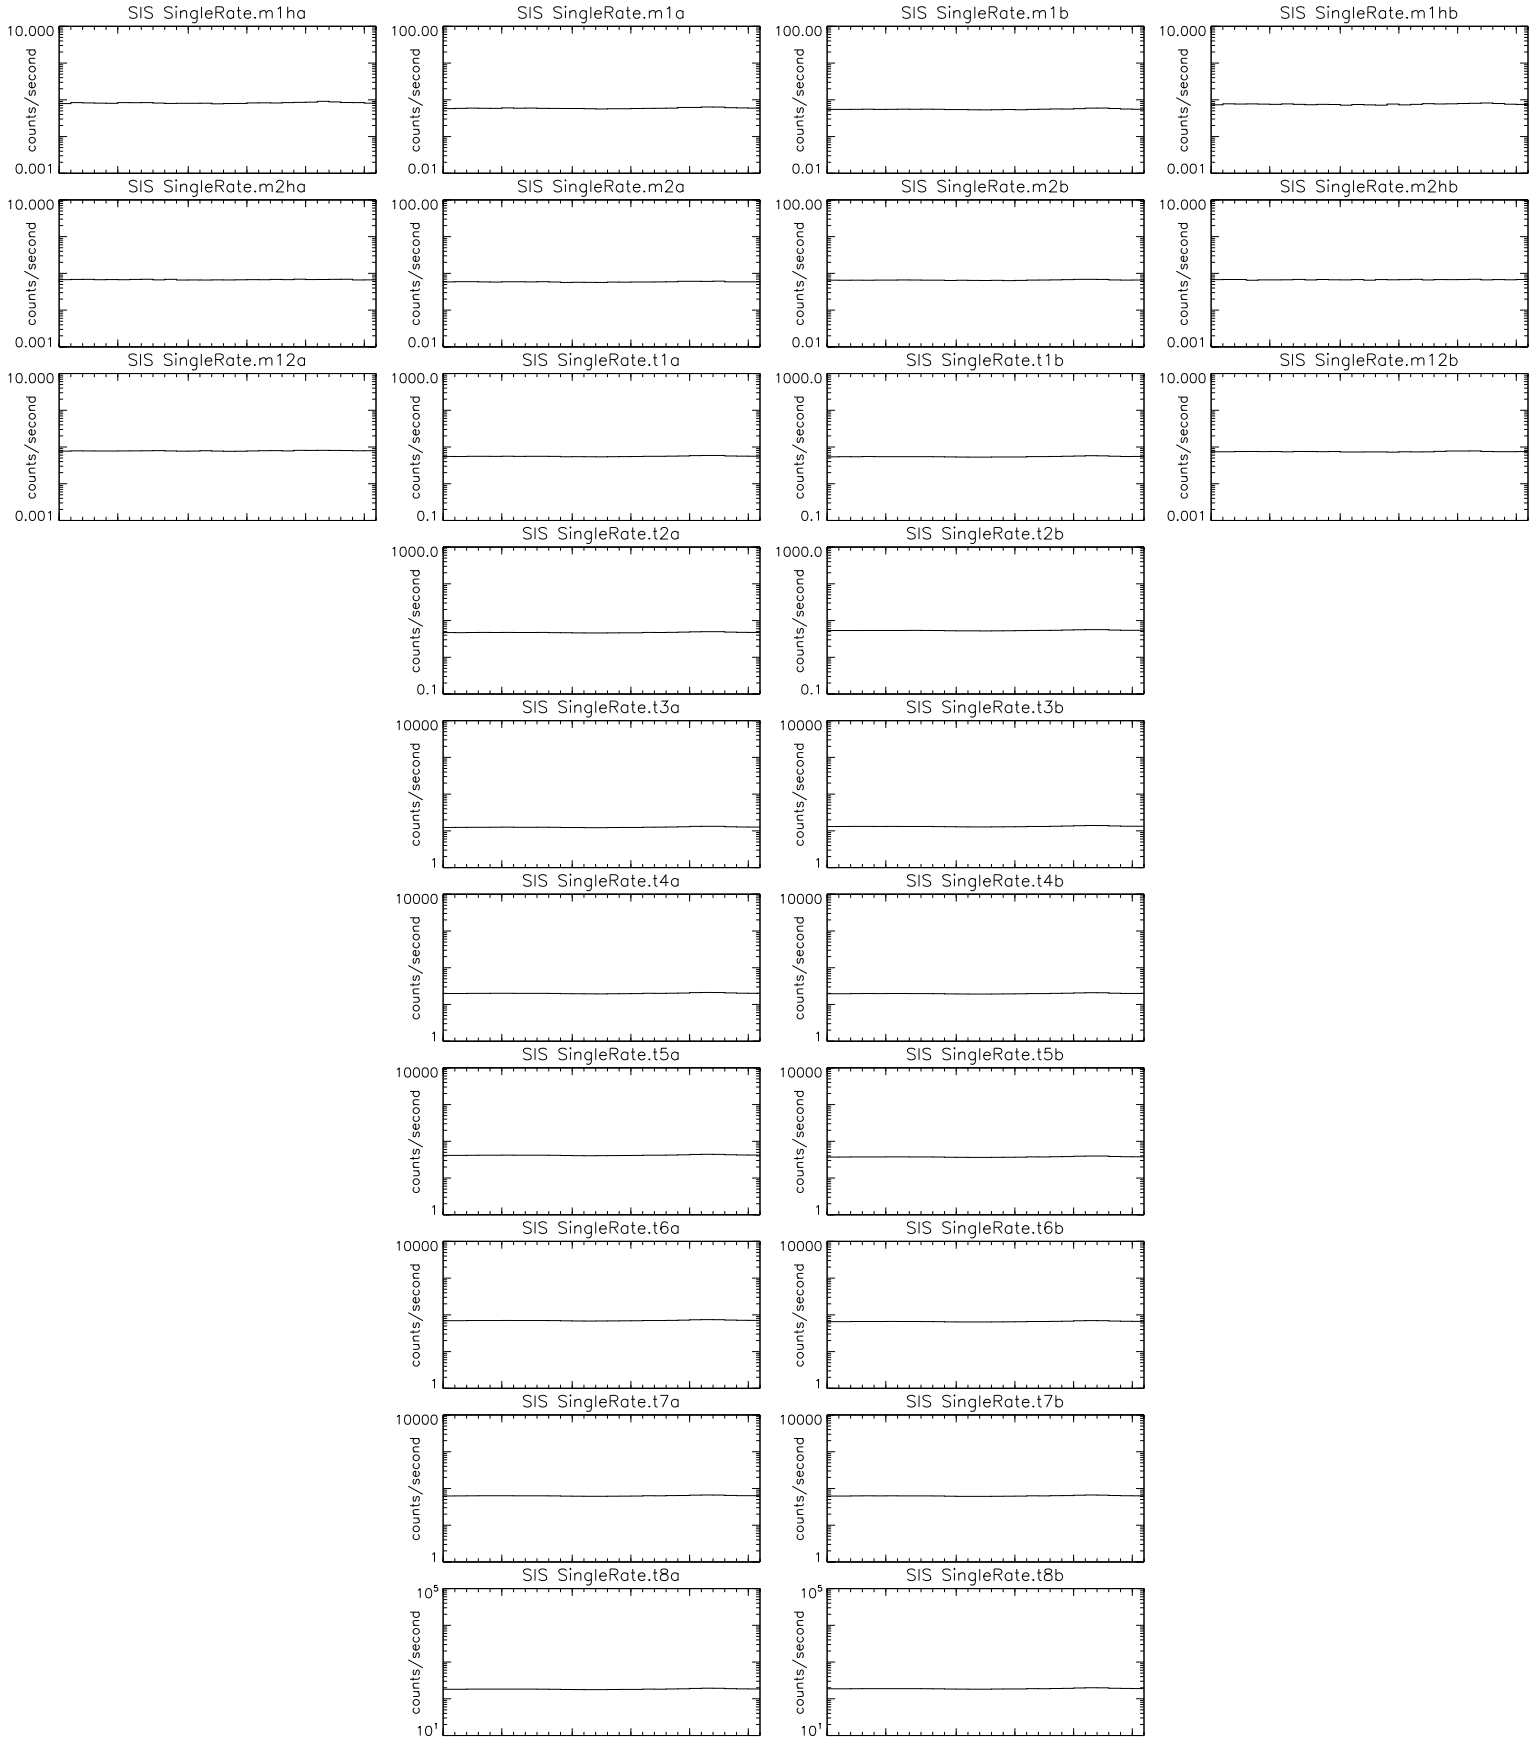 SIS SingleRate.m1ha
10.000
counts/second
0.001
SIS SingleRate.m1a
100.00
counts/second
0.01
SIS SingleRate.m1b
100.00
counts/second
0.01
SIS SingleRate.m1hb
10.000
counts/second
0.001
SIS SingleRate.m2ha
10.000
counts/second
0.001
SIS SingleRate.m2a
100.00
counts/second
0.01
SIS SingleRate.m2b
100.00
counts/second
0.01
SIS SingleRate.m2hb
10.000
counts/second
0.001
SIS SingleRate.m12a
10.000
counts/second
0.001
SIS SingleRate.t1a
1000.0
counts/second
0.1
SIS SingleRate.t1b
1000.0
counts/second
0.1
SIS SingleRate.m12b
10.000
counts/second
0.001
SIS SingleRate.t2a
1000.0
counts/second
0.1
SIS SingleRate.t2b
1000.0
counts/second
0.1
SIS SingleRate.t3a
10000
counts/second
1
SIS SingleRate.t3b
10000
counts/second
1
SIS SingleRate.t4a
10000
counts/second
1
SIS SingleRate.t4b
10000
counts/second
1
SIS SingleRate.t5a
10000
counts/second
1
SIS SingleRate.t5b
10000
counts/second
1
SIS SingleRate.t6a
10000
counts/second
1
SIS SingleRate.t6b
10000
counts/second
1
SIS SingleRate.t7a
10000
counts/second
1
SIS SingleRate.t7b
10000
counts/second
1
SIS SingleRate.t8a
10⁵
counts/second
10¹
SIS SingleRate.t8b
10⁵
counts/second
10¹